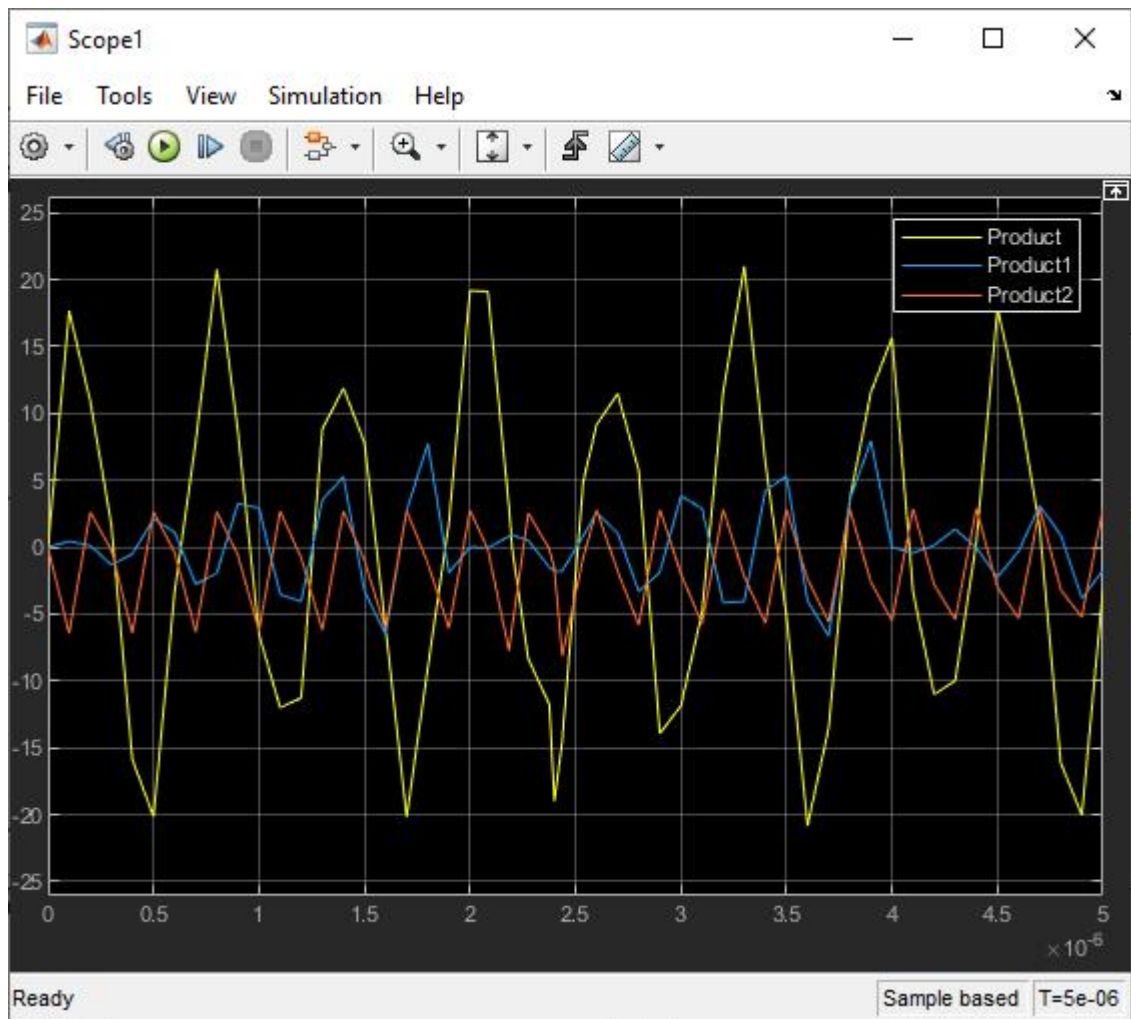 Scope1
File Tools View Simulation Help
Product
Product1
Product2
25
20
15
10
5
0
-5
-10
-15
-20
-25
0 0.5 1 1.5 2 2.5 3 3.5 4 4.5 5
×10-6
Ready Sample based T=5e-06